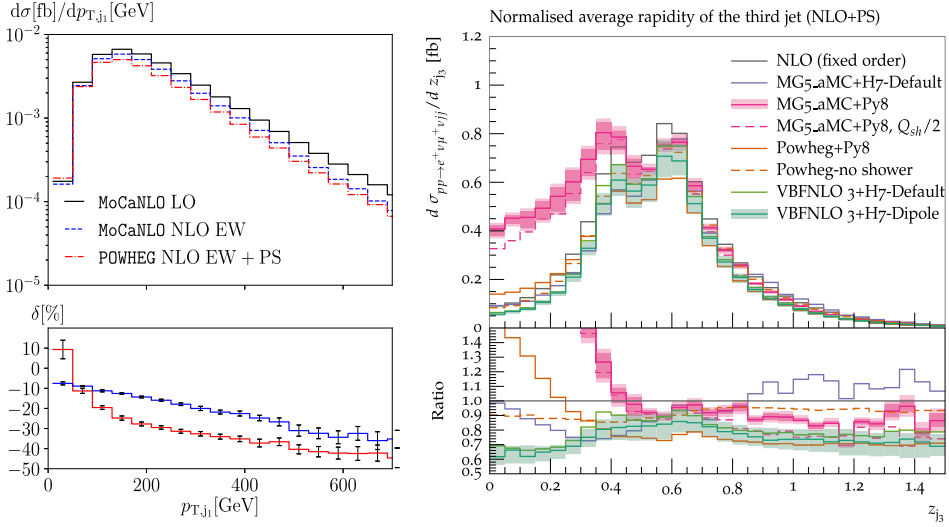 dσ[fb]/dp_{T,j_1}[GeV]
10^{−2}
10^{−3}
10^{−4}
10^{−5}
MoCaNLO LO
MoCaNLO NLO EW
POWHEG NLO EW + PS
δ[%]
10
0
−10
−20
−30
−40
−50
0
200
400
600
p_{T,j_1}[GeV]
Normalised average rapidity of the third jet (NLO+PS)
d σ_{pp→e^+νμ^+νjj}/d z_{j_3} [fb]
1.2
1
0.8
0.6
0.4
0.2
NLO (fixed order)
MG5_aMC+H7-Default
MG5_aMC+Py8
MG5_aMC+Py8, Q_{sh}/2
Powheg+Py8
Powheg-no shower
VBFNLO 3+H7-Default
VBFNLO 3+H7-Dipole
Ratio
0
1.4
1.3
1.2
1.1
1.0
0.9
0.8
0.7
0.6
0.5
0
0.2
0.4
0.6
0.8
1
1.2
1.4
z_{j_3}